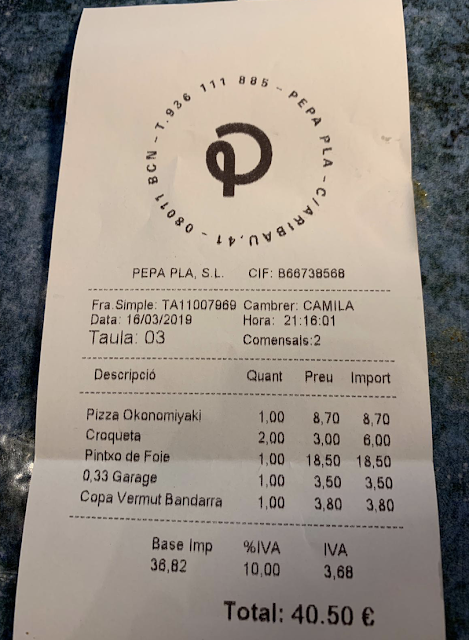 T. 936 111 885 - PEPA PLA - C/ARIBAU, 41 - 08011 BCN -
PEPA PLA, S.L. CIF: B66738568
Fra.Simple: TA11007969 Cambrer: CAMILA
Data: 16/03/2019 Hora: 21:16:01
Taula: 03 Comensals:2
Descripció Quant Preu Import
Pizza Okonomiyaki 1,00 8,70 8,70
Croqueta 2,00 3,00 6,00
Pintxo de Foie 1,00 18,50 18,50
0,33 Garage 1,00 3,50 3,50
Copa Vermut Bandarra 1,00 3,80 3,80
Base Imp %IVA IVA
36,82 10,00 3,68
Total: 40.50 €